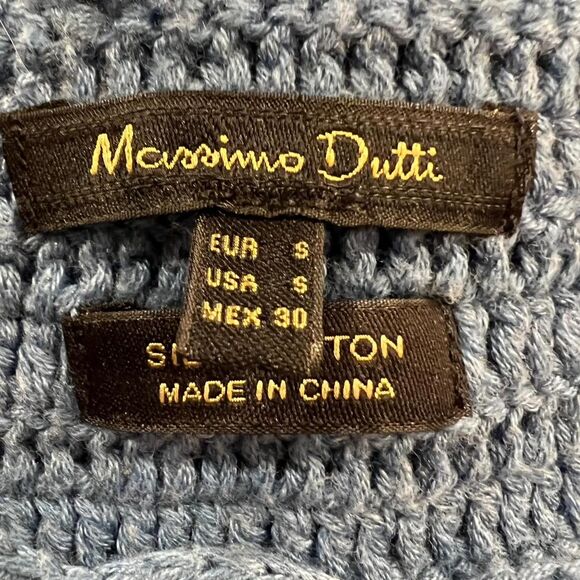 Massimo Dutti
EUR S
USA S
MEX 30
MADE IN CHINA